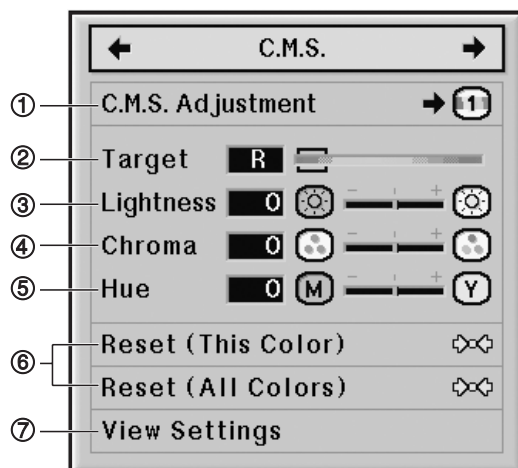 C.M.S.
① C.M.S. Adjustment 1
② Target R
③ Lightness 0 − +
④ Chroma 0 − +
⑤ Hue 0 M − + Y
⑥ Reset (This Color)
Reset (All Colors)
⑦ View Settings